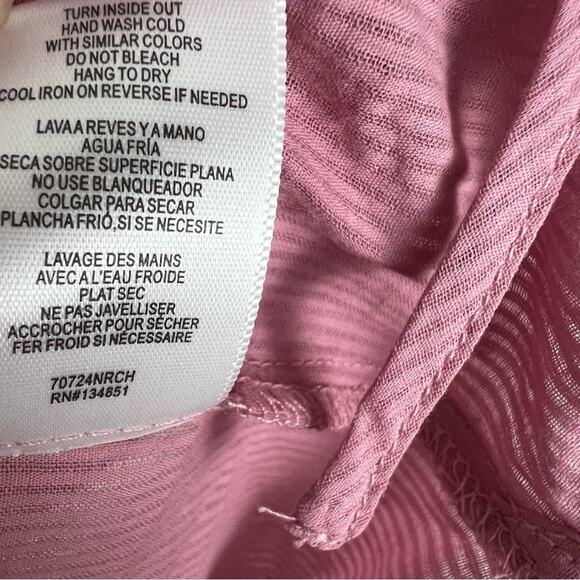 TURN INSIDE OUT
HAND WASH COLD
WITH SIMILAR COLORS
DO NOT BLEACH
HANG TO DRY
COOL IRON ON REVERSE IF NEEDED
LAVA A REVES Y A MANO
AGUA FRÍA
SECA SOBRE SUPERFICIE PLANA
NO USE BLANQUEADOR
COLGAR PARA SECAR
PLANCHA FRIÓ,SI SE NECESITE
LAVAGE DES MAINS
AVEC A L'EAU FROIDE
PLAT SEC
NE PAS JAVELLISER
ACCROCHER POUR SÉCHER
FER FROID SI NÉCESSAIRE
70724NRCH
RN#134851